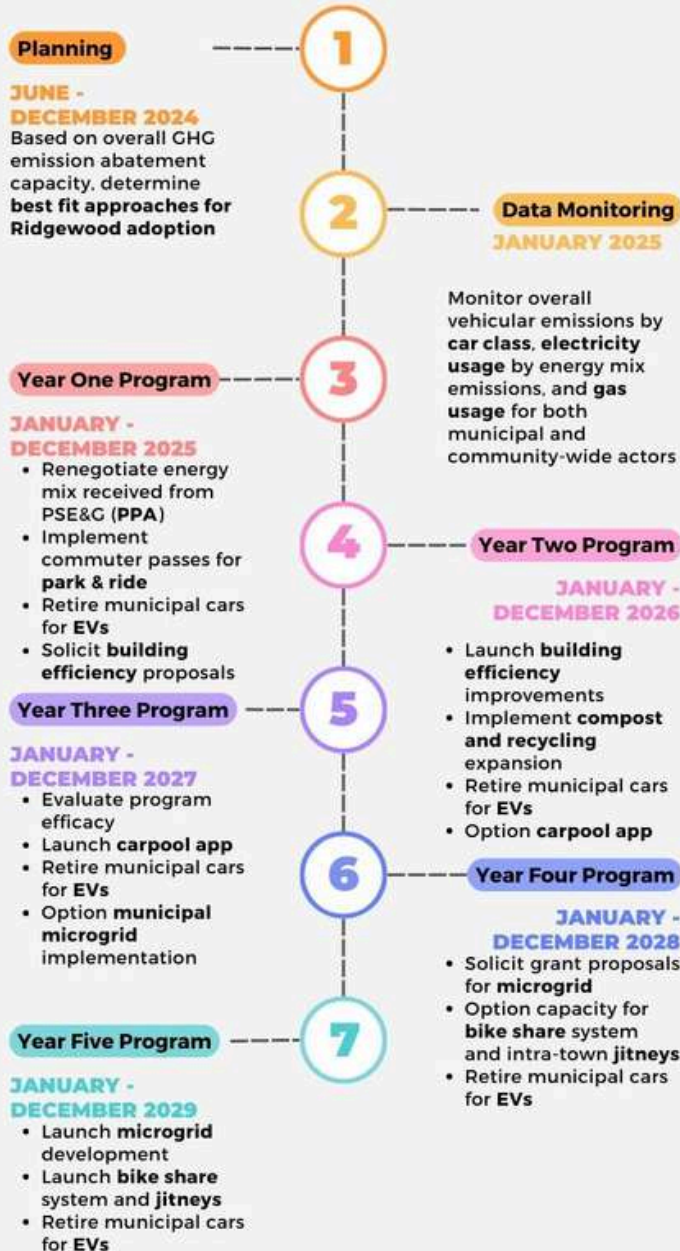 1
Planning
JUNE -
DECEMBER 2024
Based on overall GHG
emission abatement
capacity, determine
best fit approaches for
Ridgewood adoption
2
Data Monitoring
JANUARY 2025
Monitor overall
vehicular emissions by
car class, electricity
usage by energy mix
emissions, and gas
usage for both
municipal and
community-wide actors
3
Year One Program
JANUARY -
DECEMBER 2025
• Renegotiate energy
mix received from
PSE&G (PPA)
• Implement
commuter passes for
park & ride
• Retire municipal cars
for EVs
• Solicit building
efficiency proposals
4
Year Two Program
JANUARY -
DECEMBER 2026
• Launch building
efficiency
improvements
• Implement compost
and recycling
expansion
• Retire municipal cars
for EVs
• Option carpool app
5
Year Three Program
JANUARY -
DECEMBER 2027
• Evaluate program
efficacy
• Launch carpool app
• Retire municipal cars
for EVs
• Option municipal
microgrid
implementation
6
Year Four Program
JANUARY -
DECEMBER 2028
• Solicit grant proposals
for microgrid
• Option capacity for
bike share system
and intra-town jitneys
• Retire municipal cars
for EVs
7
Year Five Program
JANUARY -
DECEMBER 2029
• Launch microgrid
development
• Launch bike share
system and jitneys
• Retire municipal cars
for EVs